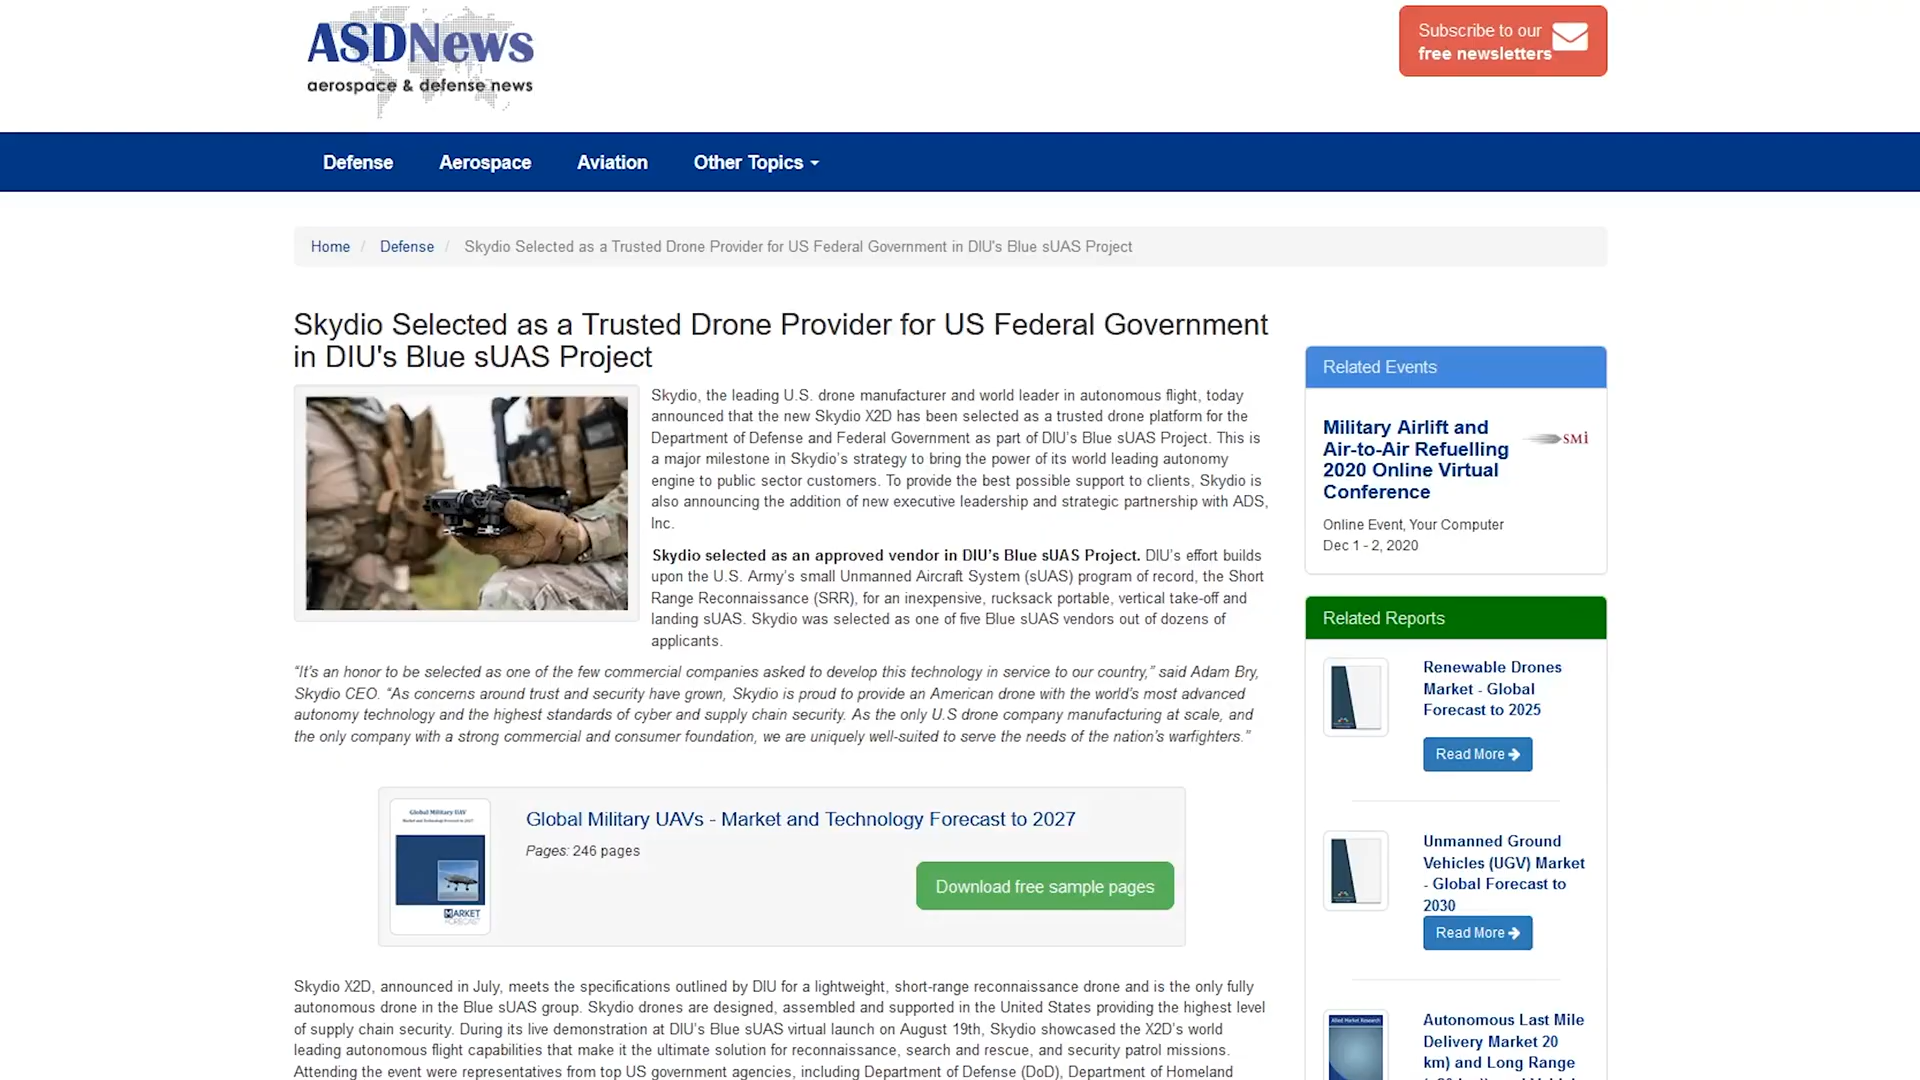 ASDNews
aerospace & defense news
Subscribe to our
free newsletters
Defense
Aerospace
Aviation
Other Topics
Home / Defense / Skydio Selected as a Trusted Drone Provider for US Federal Government in DIU's Blue sUAS Project
Skydio Selected as a Trusted Drone Provider for US Federal Government
in DIU's Blue sUAS Project
Skydio, the leading U.S. drone manufacturer and world leader in autonomous flight, today
announced that the new Skydio X2D has been selected as a trusted drone platform for the
Department of Defense and Federal Government as part of DIU’s Blue sUAS Project. This is
a major milestone in Skydio’s strategy to bring the power of its world leading autonomy
engine to public sector customers. To provide the best possible support to clients, Skydio is
also announcing the addition of new executive leadership and strategic partnership with ADS,
Inc.
Skydio selected as an approved vendor in DIU’s Blue sUAS Project. DIU’s effort builds
upon the U.S. Army’s small Unmanned Aircraft System (sUAS) program of record, the Short
Range Reconnaissance (SRR), for an inexpensive, rucksack portable, vertical take-off and
landing sUAS. Skydio was selected as one of five Blue sUAS vendors out of dozens of
applicants.
“It’s an honor to be selected as one of the few commercial companies asked to develop this technology in service to our country,” said Adam Bry,
Skydio CEO. “As concerns around trust and security have grown, Skydio is proud to provide an American drone with the world’s most advanced
autonomy technology and the highest standards of cyber and supply chain security. As the only U.S drone company manufacturing at scale, and
the only company with a strong commercial and consumer foundation, we are uniquely well-suited to serve the needs of the nation’s warfighters.”
Global Military UAV
Market and Technology Forecast to 2027
MARKET
FORECAST
Global Military UAVs - Market and Technology Forecast to 2027
Pages: 246 pages
Download free sample pages
Skydio X2D, announced in July, meets the specifications outlined by DIU for a lightweight, short-range reconnaissance drone and is the only fully
autonomous drone in the Blue sUAS group. Skydio drones are designed, assembled and supported in the United States providing the highest level
of supply chain security. During its live demonstration at DIU’s Blue sUAS virtual launch on August 19th, Skydio showcased the X2D’s world
leading autonomous flight capabilities that make it the ultimate solution for reconnaissance, search and rescue, and security patrol missions.
Attending the event were representatives from top US government agencies, including Department of Defense (DoD), Department of Homeland
Related Events
Military Airlift and
Air-to-Air Refuelling
2020 Online Virtual
Conference
SMi
Online Event, Your Computer
Dec 1 - 2, 2020
Related Reports
Renewable Drones
Market - Global
Forecast to 2025
Read More
Unmanned Ground
Vehicles (UGV) Market
- Global Forecast to
2030
Read More
Allied Market Research
Autonomous Last Mile
Delivery Market 20
km) and Long Range